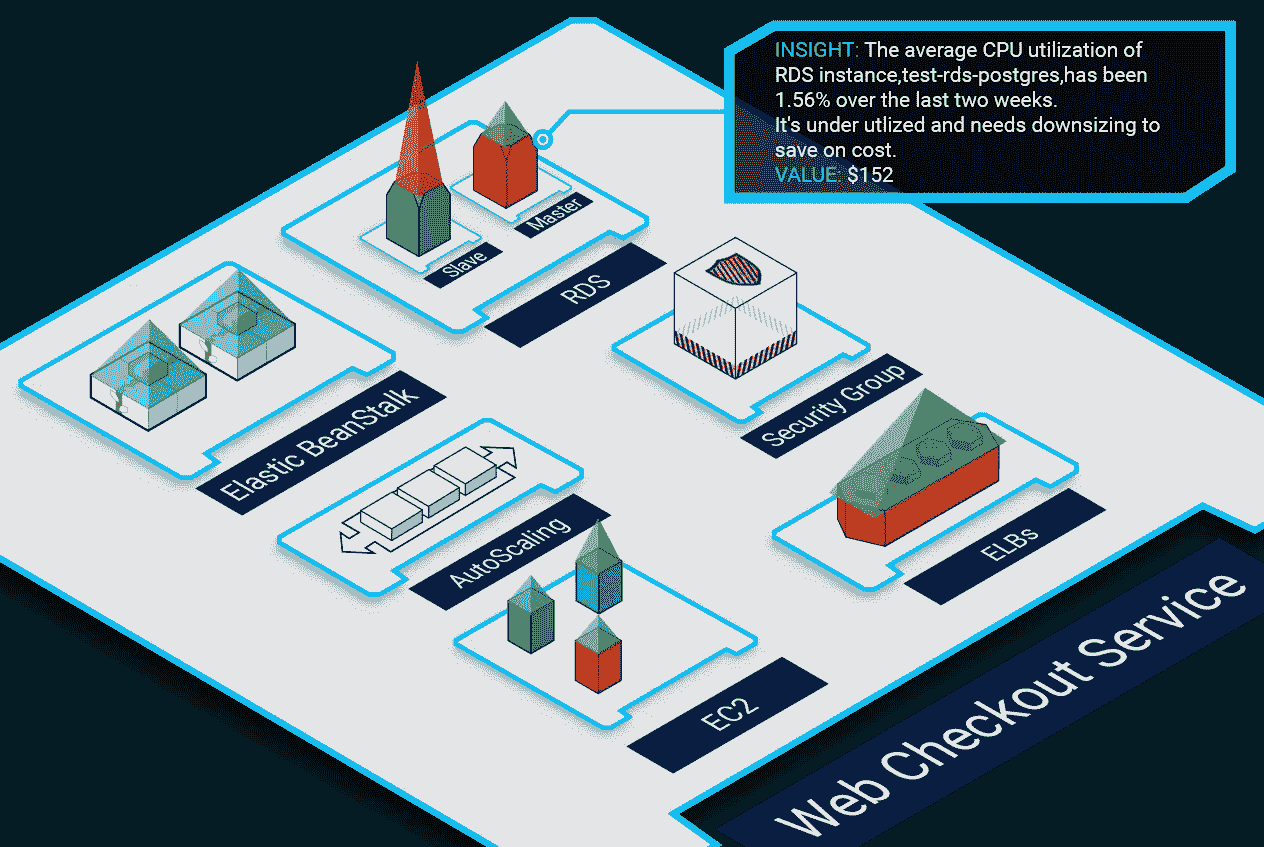 INSIGHT: The average CPU utilization of
RDS instance,test-rds-postgres,has been
1.56% over the last two weeks.
It's under utlized and needs downsizing to
save on cost.
VALUE: $152
Master
Slave
RDS
Security Group
Elastic BeanStalk
AutoScaling
ELBs
EC2
Web Checkout Service